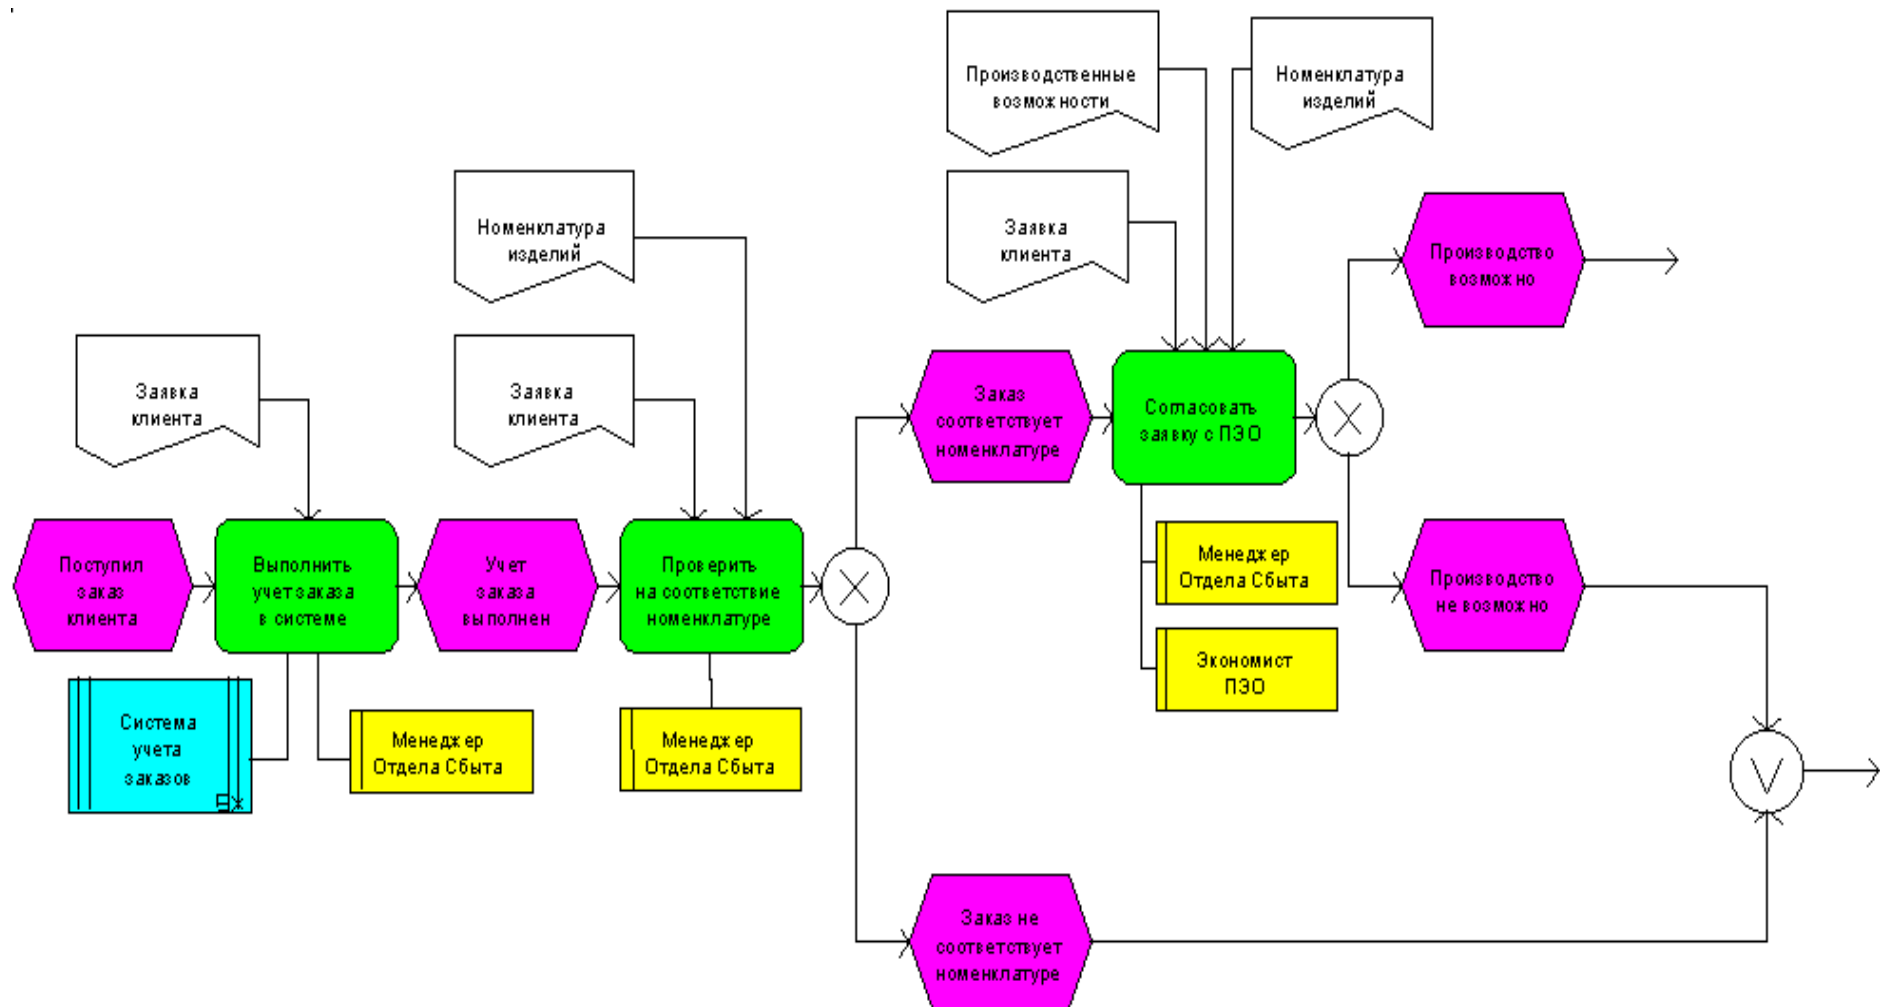 Производственные
возможности
Номенклатура
изделий
Номенклатура
изделий
Заявка
клиента
Производство
возможно
Заявка
клиента
Заявка
клиента
Заказ
соответствует
номенклатуре
Согласовать
заявку с ПЭО
Поступил
заказ
клиента
Выполнить
учет заказа
в системе
Учет
заказа
выполнен
Проверить
на соответствие
номенклатуре
Менеджер
Отдела Сбыта
Производство
не возможно
Экономист
ПЭО
Система
учета
заказов
Менеджер
Отдела Сбыта
Менеджер
Отдела Сбыта
Заказ не
соответствует
номенклатуре